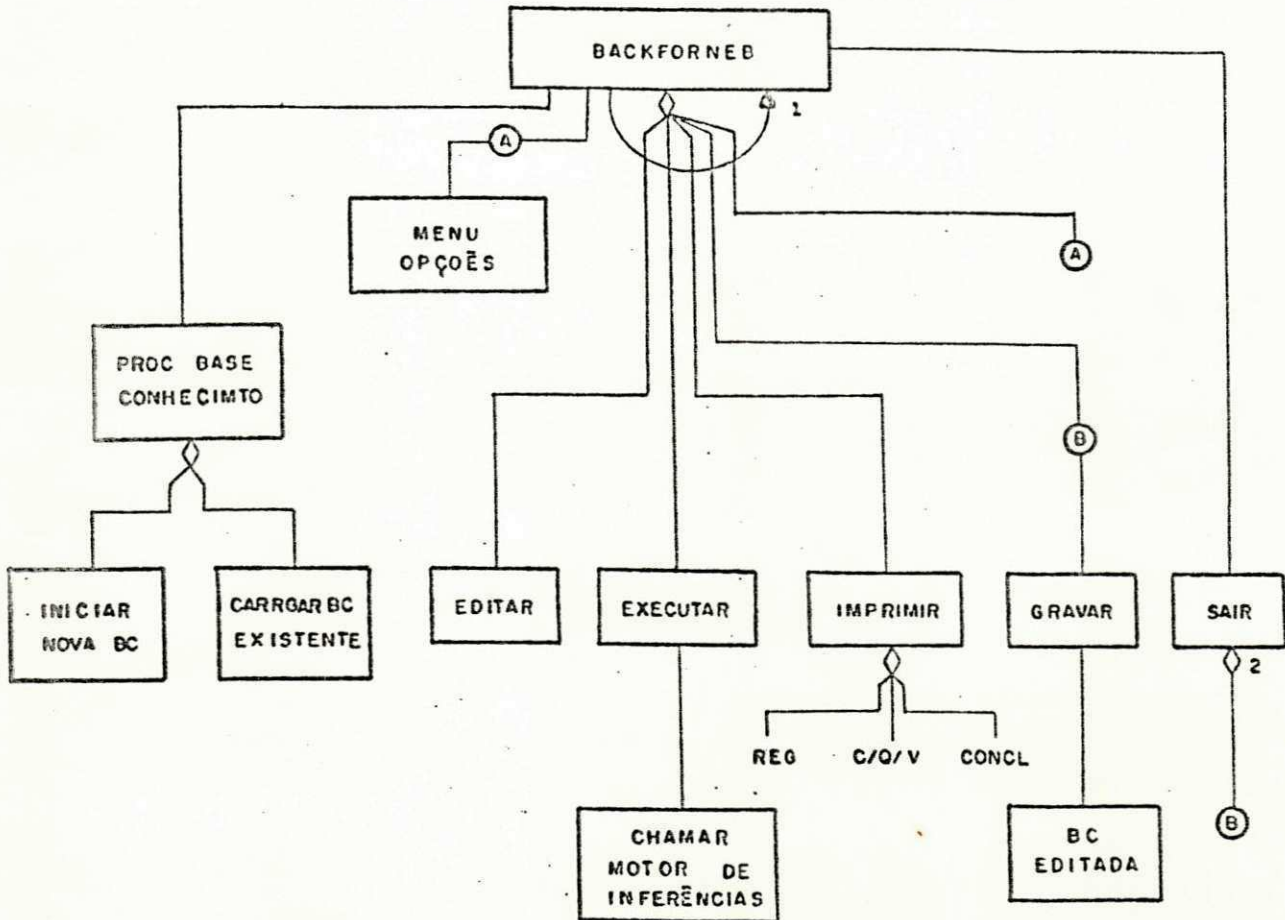 BACKFORNEB
1
A
MENU
OPÇOĒS
A
PROC BASE
CONHECIMTO
B
INICIAR
NOVA BC
CARRGAR BC
EXISTENTE
EDITAR
EXECUTAR
IMPRIMIR
GRAVAR
SAIR
2
REG
C/Q/V
CONCL
CHAMAR
MOTOR DE
INFERÊNCIAS
BC
EDITADA
B